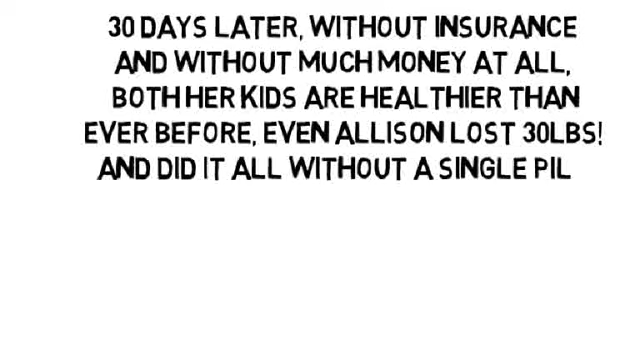 30 DAYS LATER, WITHOUT INSURANCE
AND WITHOUT MUCH MONEY AT ALL,
BOTH HER KIDS ARE HEALTHIER THAN
EVER BEFORE, EVEN ALLISON LOST 30LBS!
AND DID IT ALL WITHOUT A SINGLE PIL